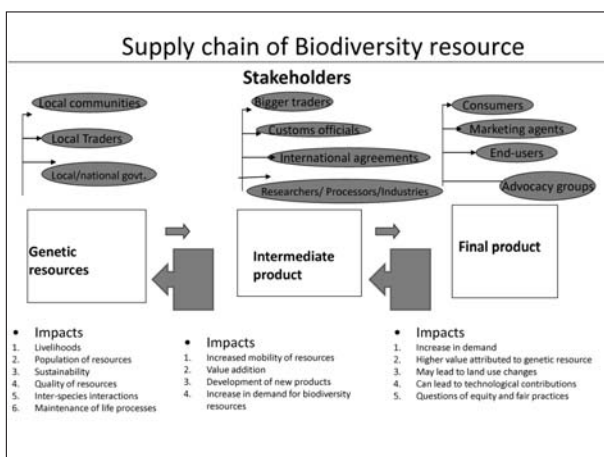 Supply chain of Biodiversity resource
Stakeholders
Local communities
Local Traders
Local/national govt.
Bigger traders
Customs officials
International agreements
Researchers/ Processors/Industries
Consumers
Marketing agents
End-users
Advocacy groups
Genetic
resources
Intermediate
product
Final product
• Impacts
1. Livelihoods
2. Population of resources
3. Sustainability
4. Quality of resources
5. Inter-species interactions
6. Maintenance of life processes
• Impacts
1. Increased mobility of resources
2. Value addition
3. Development of new products
4. Increase in demand for biodiversity
resources
• Impacts
1. Increase in demand
2. Higher value attributed to genetic resource
3. May lead to land use changes
4. Can lead to technological contributions
5. Questions of equity and fair practices